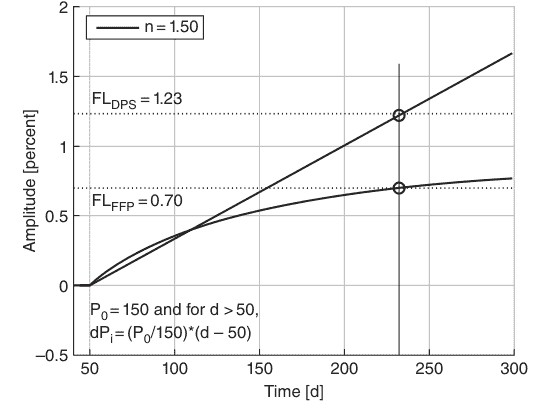 2
n = 1.50
1.5
FL_DPS = 1.23
1
FL_FFP = 0.70
0.5
0
P_0 = 150 and for d > 50,
dP_i = (P_0/150)*(d − 50)
−0.5
50 100 150 200 250 300
Time [d]
Amplitude [percent]